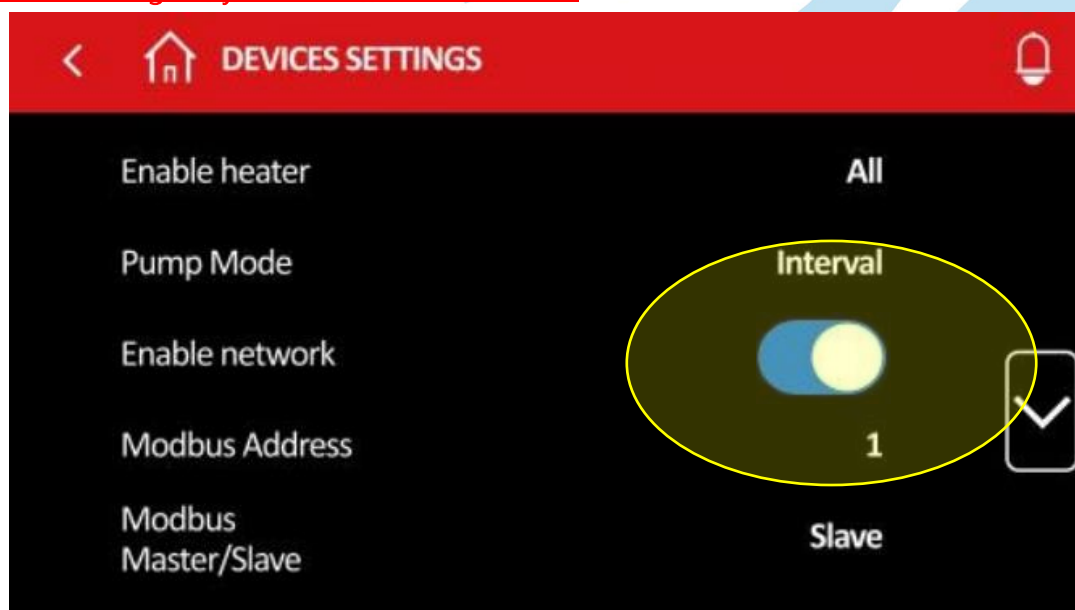 DEVICES SETTINGS
Enable heater All
Pump Mode Interval
Enable network
Modbus Address 1
Modbus
Master/Slave Slave